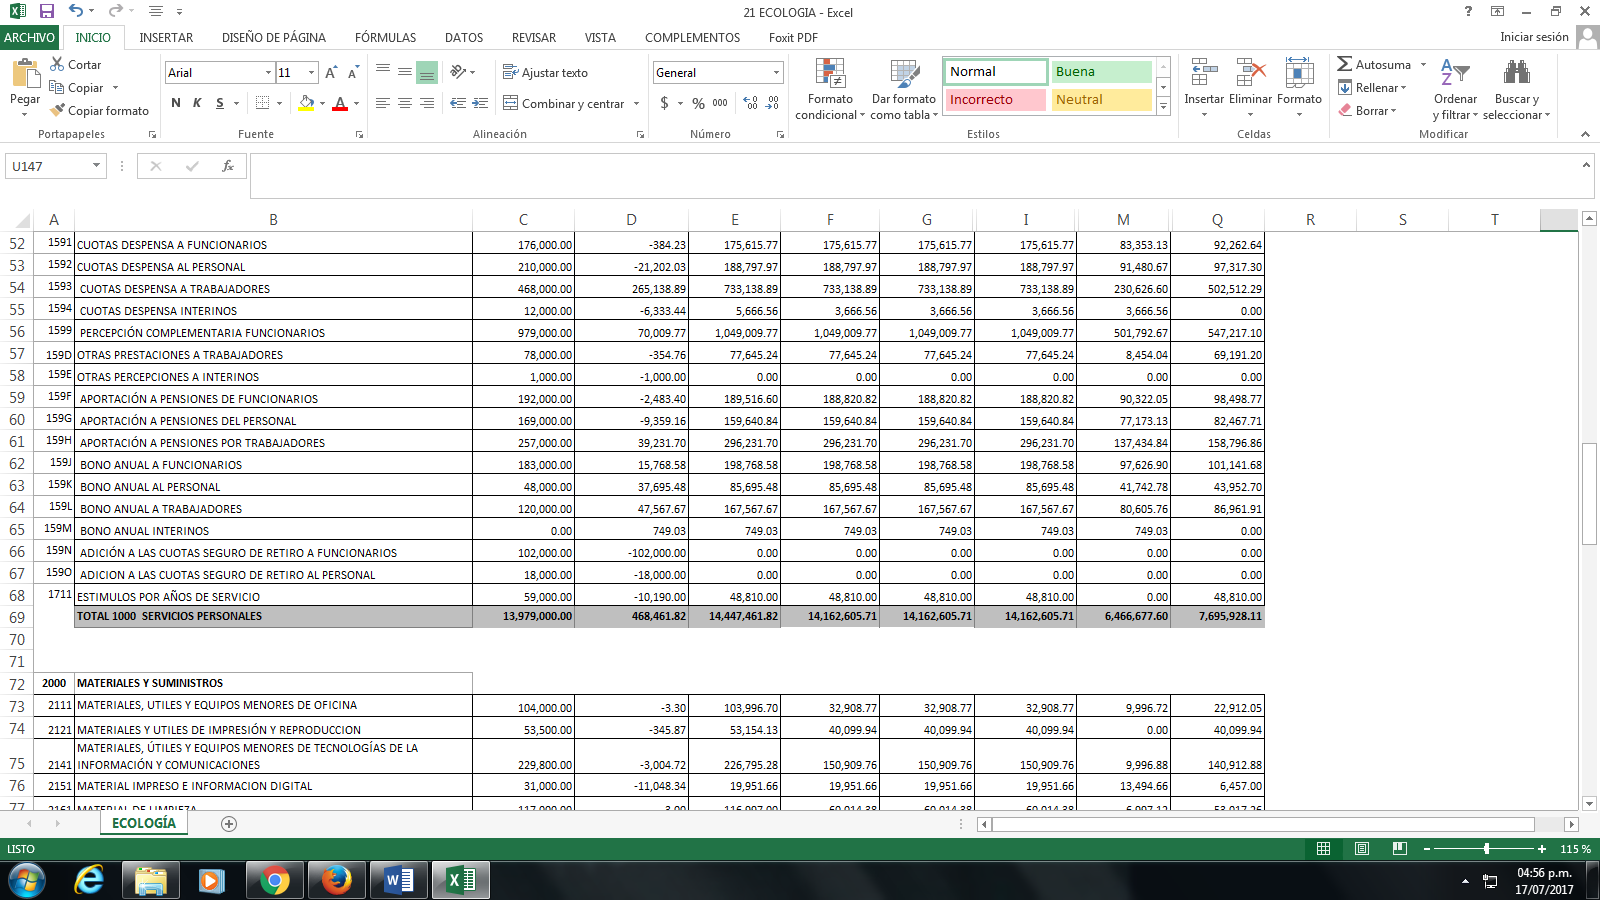 21 ECOLOGIA - Excel
ARCHIVO INICIO INSERTAR DISEÑO DE PÁGINA FÓRMULAS DATOS REVISAR VISTA COMPLEMENTOS Foxit PDF Iniciar sesión
Pegar Cortar Copiar Copiar formato Portapapeles
Arial 11 N K S Fuente
Ajustar texto Combinar y centrar Alineación
General $ % 000 Número
Formato condicional Dar formato como tabla Normal Buena Incorrecto Neutral Estilos
Insertar Eliminar Formato Celdas
Autosuma Rellenar Borrar Ordenar y filtrar Buscar y seleccionar Modificar
U147 fx
A B C D E F G I M Q R S T
52 1591 CUOTAS DESPENSA A FUNCIONARIOS 176,000.00 -384.23 175,615.77 175,615.77 175,615.77 175,615.77 83,353.13 92,262.64
53 1592 CUOTAS DESPENSA AL PERSONAL 210,000.00 -21,202.03 188,797.97 188,797.97 188,797.97 188,797.97 91,480.67 97,317.30
54 1593 CUOTAS DESPENSA A TRABAJADORES 468,000.00 265,138.89 733,138.89 733,138.89 733,138.89 733,138.89 230,626.60 502,512.29
55 1594 CUOTAS DESPENSA INTERINOS 12,000.00 -6,333.44 5,666.56 3,666.56 3,666.56 3,666.56 3,666.56 0.00
56 1599 PERCEPCIÓN COMPLEMENTARIA FUNCIONARIOS 979,000.00 70,009.77 1,049,009.77 1,049,009.77 1,049,009.77 1,049,009.77 501,792.67 547,217.10
57 159D OTRAS PRESTACIONES A TRABAJADORES 78,000.00 -354.76 77,645.24 77,645.24 77,645.24 77,645.24 8,454.04 69,191.20
58 159E OTRAS PERCEPCIONES A INTERINOS 1,000.00 -1,000.00 0.00 0.00 0.00 0.00 0.00 0.00
59 159F APORTACIÓN A PENSIONES DE FUNCIONARIOS 192,000.00 -2,483.40 189,516.60 188,820.82 188,820.82 188,820.82 90,322.05 98,498.77
60 159G APORTACIÓN A PENSIONES DEL PERSONAL 169,000.00 -9,359.16 159,640.84 159,640.84 159,640.84 159,640.84 77,173.13 82,467.71
61 159H APORTACIÓN A PENSIONES POR TRABAJADORES 257,000.00 39,231.70 296,231.70 296,231.70 296,231.70 296,231.70 137,434.84 158,796.86
62 159J BONO ANUAL A FUNCIONARIOS 183,000.00 15,768.58 198,768.58 198,768.58 198,768.58 198,768.58 97,626.90 101,141.68
63 159K BONO ANUAL AL PERSONAL 48,000.00 37,695.48 85,695.48 85,695.48 85,695.48 85,695.48 41,742.78 43,952.70
64 159L BONO ANUAL A TRABAJADORES 120,000.00 47,567.67 167,567.67 167,567.67 167,567.67 167,567.67 80,605.76 86,961.91
65 159M BONO ANUAL INTERINOS 0.00 749.03 749.03 749.03 749.03 749.03 749.03 0.00
66 159N ADICIÓN A LAS CUOTAS SEGURO DE RETIRO A FUNCIONARIOS 102,000.00 -102,000.00 0.00 0.00 0.00 0.00 0.00 0.00
67 159O ADICION A LAS CUOTAS SEGURO DE RETIRO AL PERSONAL 18,000.00 -18,000.00 0.00 0.00 0.00 0.00 0.00 0.00
68 1711 ESTIMULOS POR AÑOS DE SERVICIO 59,000.00 -10,190.00 48,810.00 48,810.00 48,810.00 48,810.00 0.00 48,810.00
69 TOTAL 1000 SERVICIOS PERSONALES 13,979,000.00 468,461.82 14,447,461.82 14,162,605.71 14,162,605.71 14,162,605.71 6,466,677.60 7,695,928.11
70
71
72 2000 MATERIALES Y SUMINISTROS
73 2111 MATERIALES, UTILES Y EQUIPOS MENORES DE OFICINA 104,000.00 -3.30 103,996.70 32,908.77 32,908.77 32,908.77 9,996.72 22,912.05
74 2121 MATERIALES Y UTILES DE IMPRESIÓN Y REPRODUCCION 53,500.00 -345.87 53,154.13 40,099.94 40,099.94 40,099.94 0.00 40,099.94
MATERIALES, ÚTILES Y EQUIPOS MENORES DE TECNOLOGÍAS DE LA
75 2141 INFORMACIÓN Y COMUNICACIONES 229,800.00 -3,004.72 226,795.28 150,909.76 150,909.76 150,909.76 9,996.88 140,912.88
76 2151 MATERIAL IMPRESO E INFORMACION DIGITAL 31,000.00 -11,048.34 19,951.66 19,951.66 19,951.66 19,951.66 13,494.66 6,457.00
77 2161 MATERIAL DE LIMPIEZA
ECOLOGÍA
LISTO 115 %
04:56 p.m.
17/07/2017